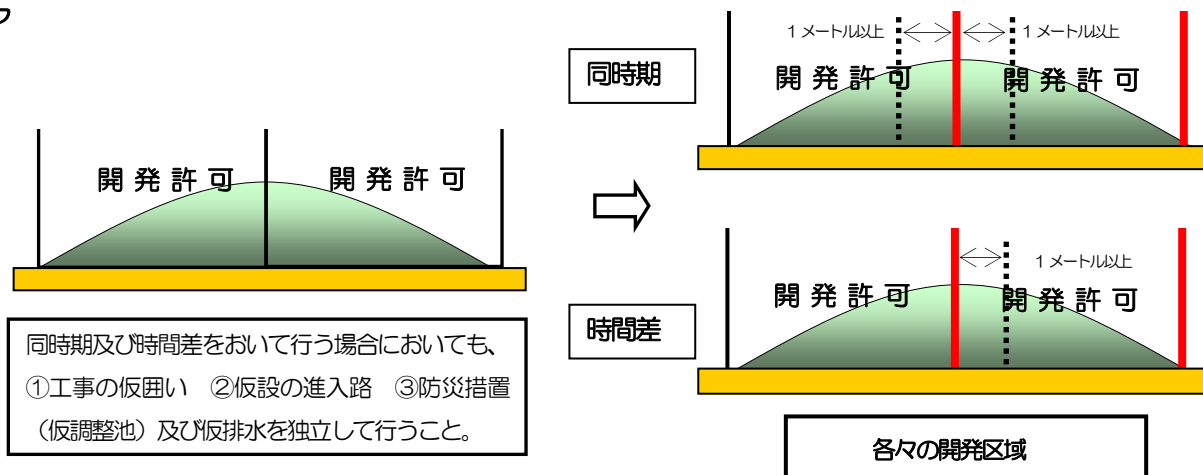 開発許可 開発許可
同時期及び時間差をおいて行う場合においても、
①工事の仮囲い ②仮設の進入路 ③防災措置
（仮調整池）及び仮排水を独立して行うこと。
同時期
1メートル以上 1メートル以上
開発許可 開発許可
時間差
1メートル以上
開発許可 開発許可
各々の開発区域